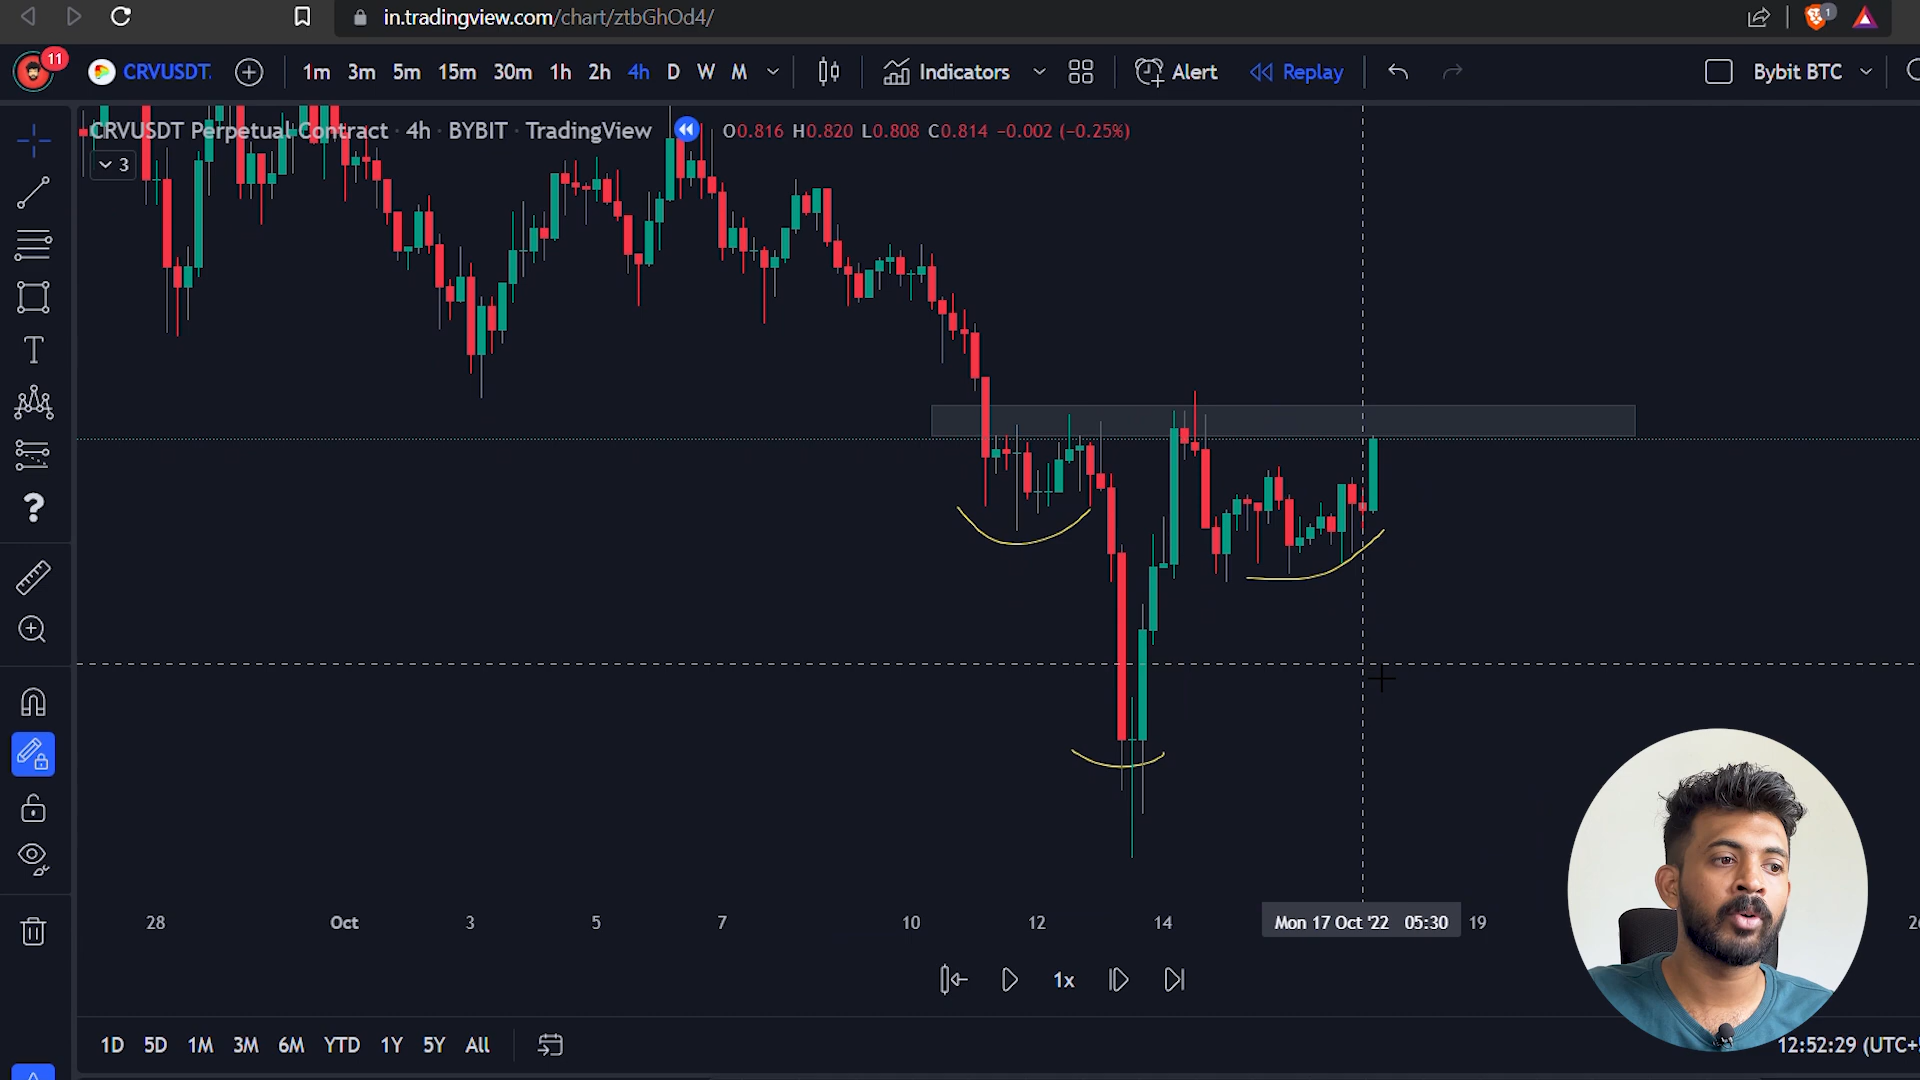 in.tradingview.com/chart/ztbGhOd4/
1
11
CRVUSDT
1m 3m 5m 15m 30m 1h 2h 4h D W M
Indicators
Alert
Replay
Bybit BTC
CRVUSDT Perpetual Contract · 4h · BYBIT · TradingView
O0.816 H0.820 L0.808 C0.814 −0.002 (−0.25%)
3
T
?
28 Oct 3 5 7 10 12 14 Mon 17 Oct '22 05:30 19
1x
1D 5D 1M 3M 6M YTD 1Y 5Y All
12:52:29 (UTC+